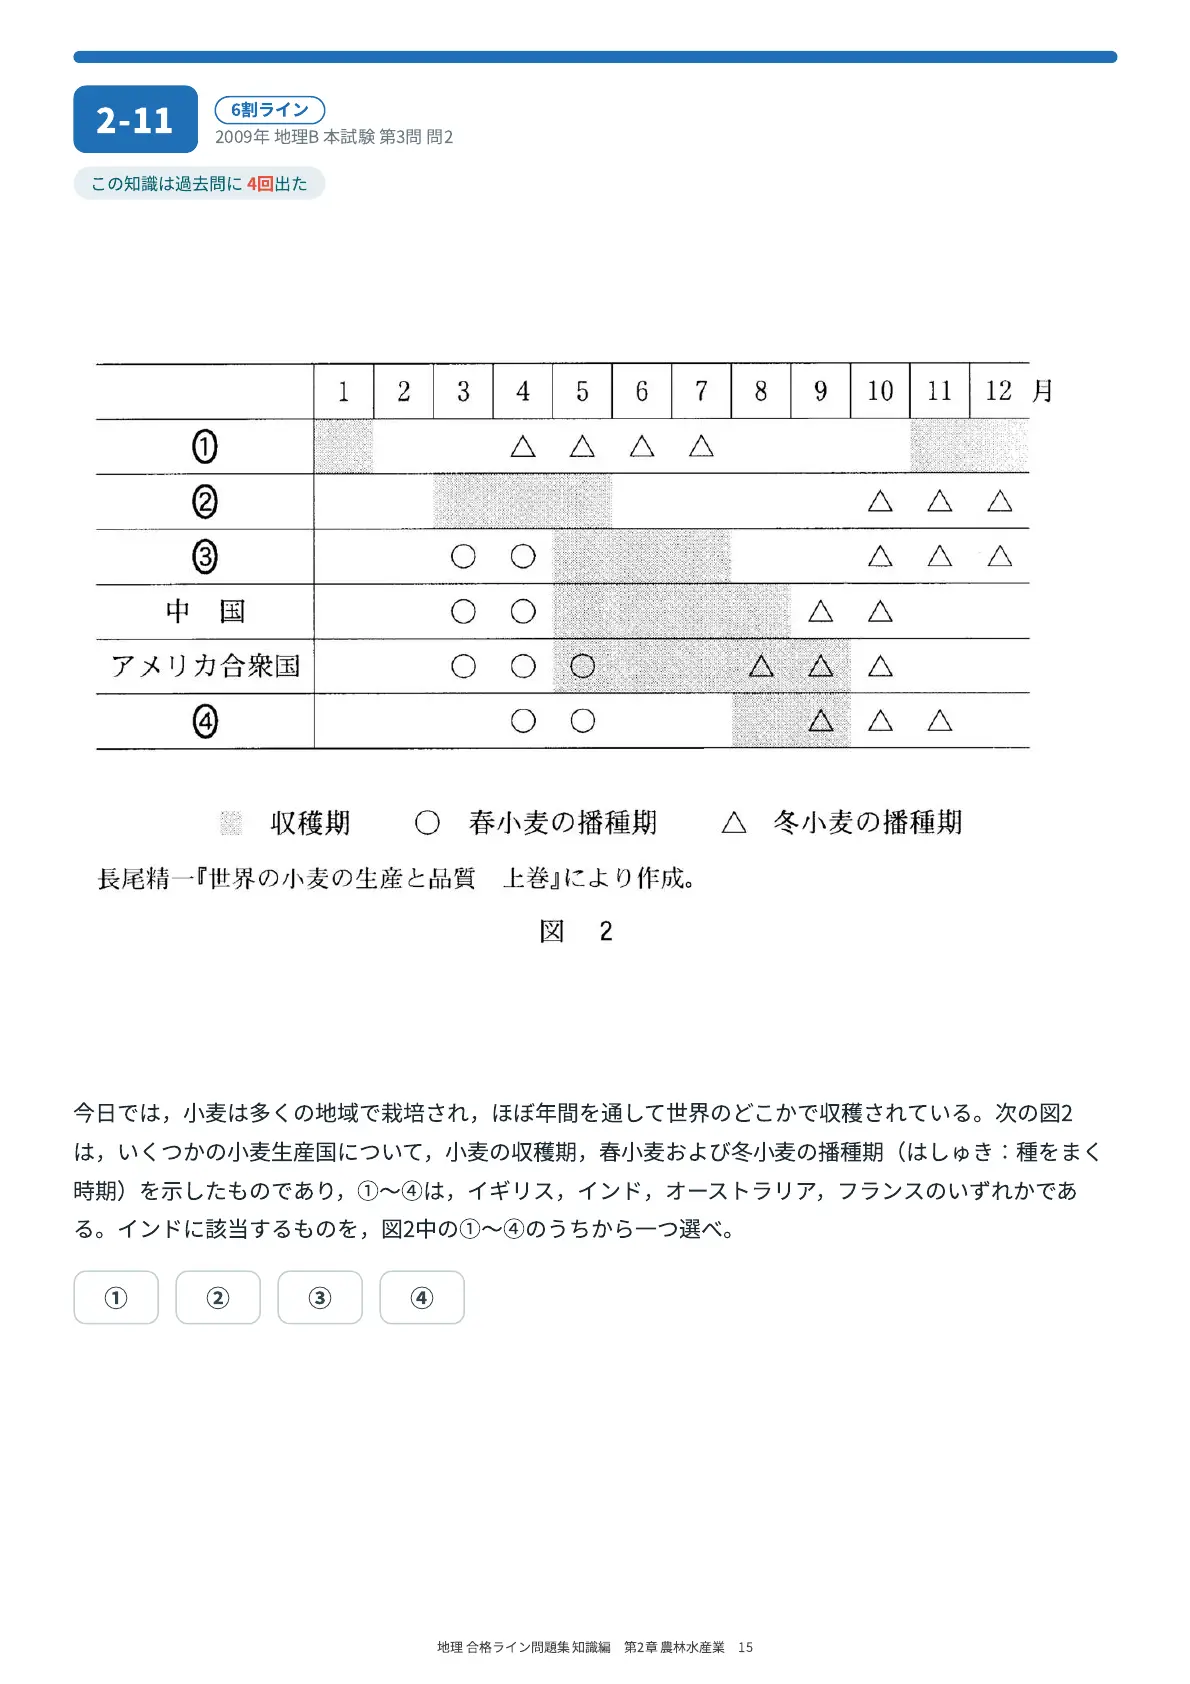 2-11
6割ライン
2009年 地理B 本試験 第3問 問2
この知識は過去問に 4回出た
1 2 3 4 5 6 7 8 9 10 11 12 月
① △ △ △ △
② △ △ △
③ ○ ○ △ △ △
中 国 ○ ○ △ △
アメリカ合衆国 ○ ○ ○ △ △ △
④ ○ ○ △ △ △
収穫期 ○ 春小麦の播種期 △ 冬小麦の播種期
長尾精一『世界の小麦の生産と品質 上巻』により作成。
図 2
今日では，小麦は多くの地域で栽培され，ほぼ年間を通して世界のどこかで収穫されている。次の図2
は，いくつかの小麦生産国について，小麦の収穫期，春小麦および冬小麦の播種期（はしゅき：種をまく
時期）を示したものであり，①～④は，イギリス，インド，オーストラリア，フランスのいずれかであ
る。インドに該当するものを，図2中の①～④のうちから一つ選べ。
① ② ③ ④
地理 合格ライン問題集 知識編 第2章 農林水産業 15